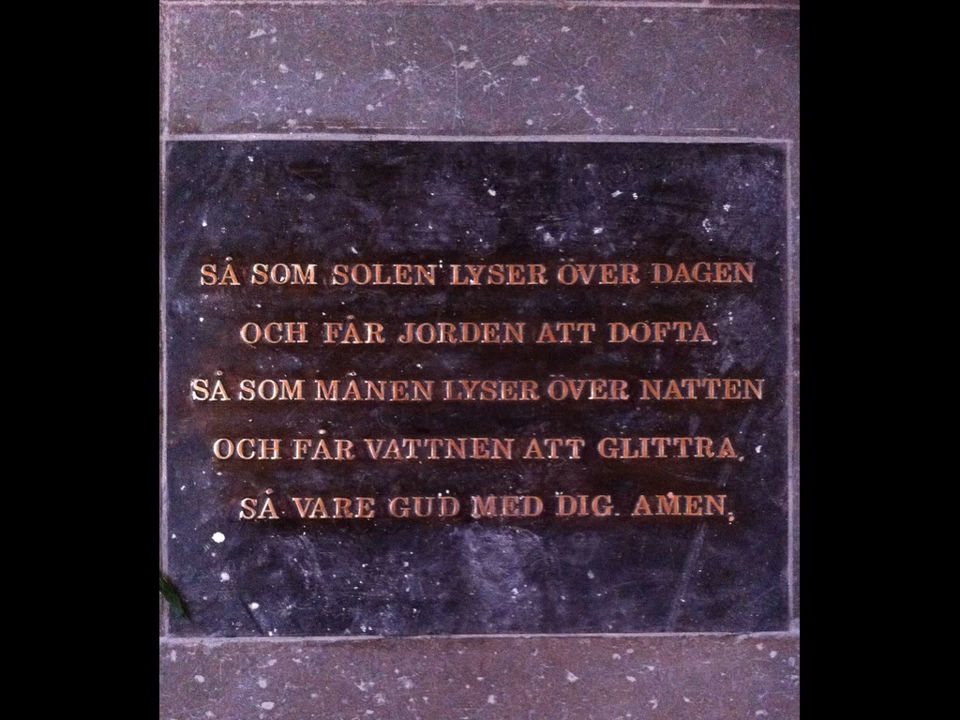 SÅ SOM SOLEN LYSER ÖVER DAGEN
OCH FÅR JORDEN ATT DOFTA,
SÅ SOM MÅNEN LYSER ÖVER NATTEN
OCH FÅR VATTNEN ATT GLITTRA,
SÅ VARE GUD MED DIG. AMEN.